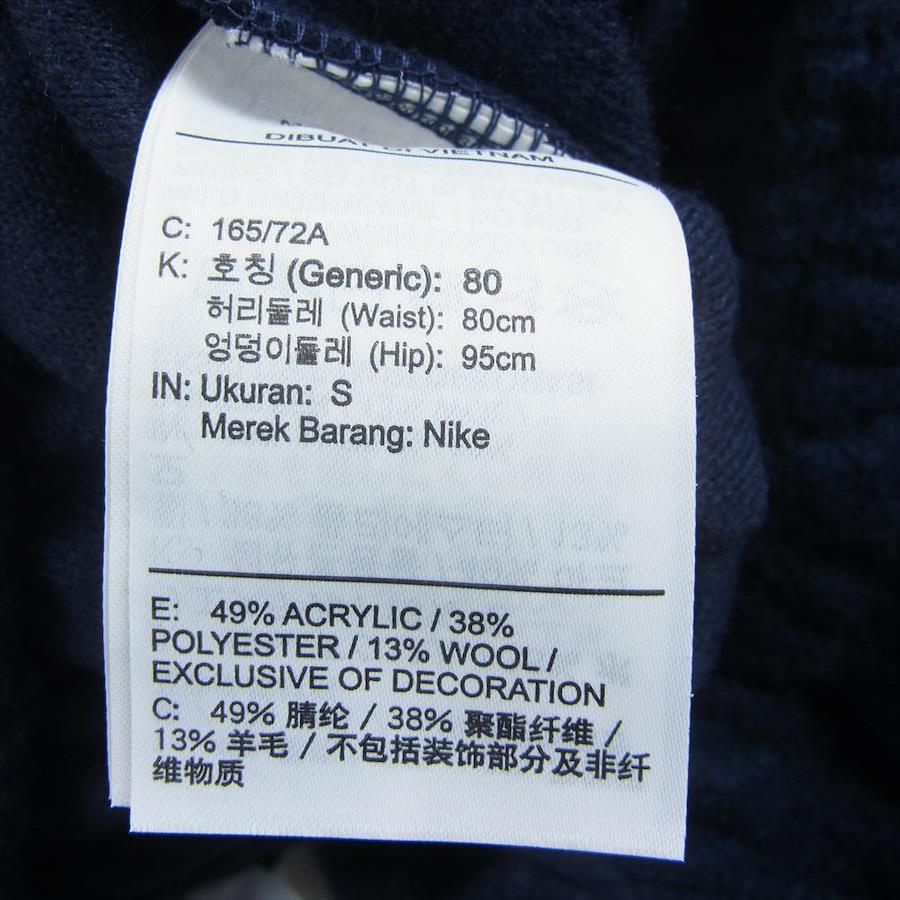 DIBUAT DI VIETNAM
C: 165/72A
K: 호칭 (Generic): 80
허리둘레 (Waist): 80cm
엉덩이둘레 (Hip): 95cm
IN: Ukuran: S
Merek Barang: Nike
E: 49% ACRYLIC / 38%
POLYESTER / 13% WOOL /
EXCLUSIVE OF DECORATION
C: 49% 腈纶 / 38% 聚酯纤维 /
13% 羊毛 / 不包括装饰部分及非纤
维物质